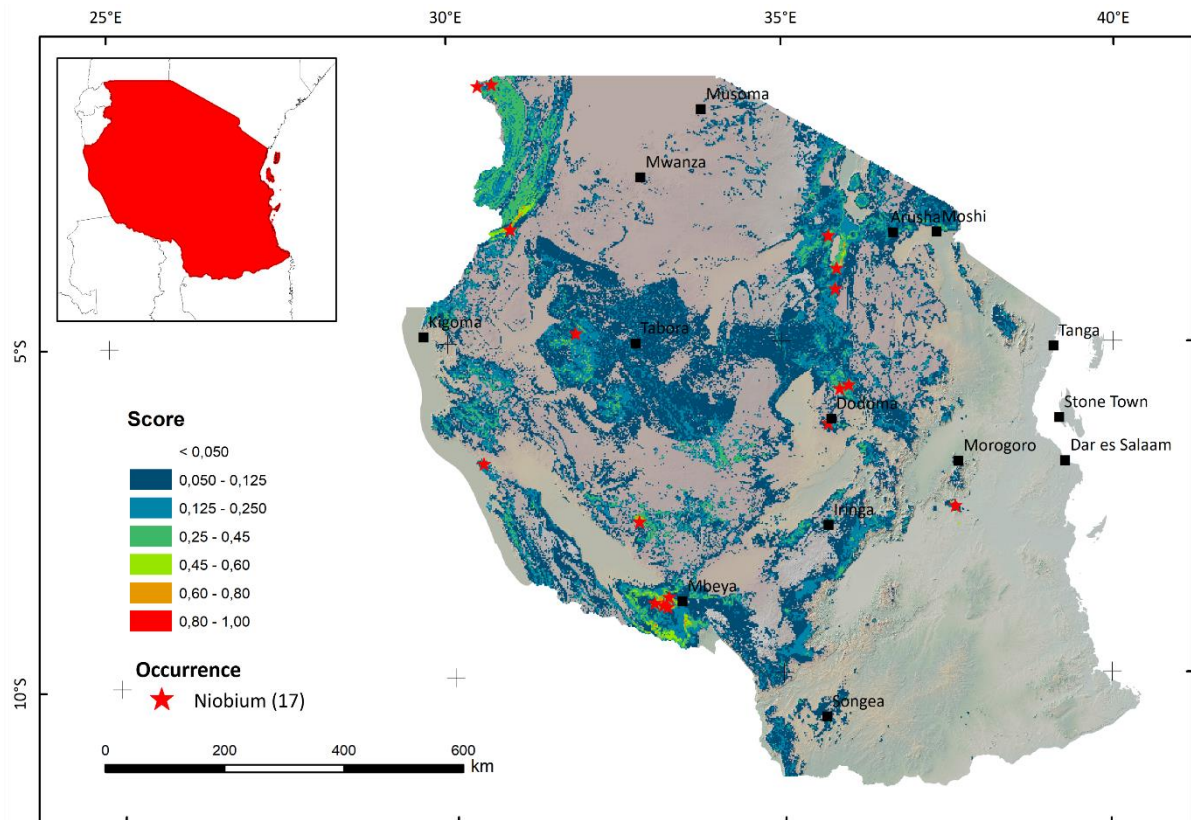 25°E
30°E
35°E
40°E
Musoma
Mwanza
ArushaMoshi
Kigoma
Tabora
Tanga
5°S
Dodoma
Stone Town
Morogoro
Dar es Salaam
Iringa
Mbeya
Songea
10°S
Score
< 0,050
0,050 - 0,125
0,125 - 0,250
0,25 - 0,45
0,45 - 0,60
0,60 - 0,80
0,80 - 1,00
Occurrence
Niobium (17)
0 200 400 600
km